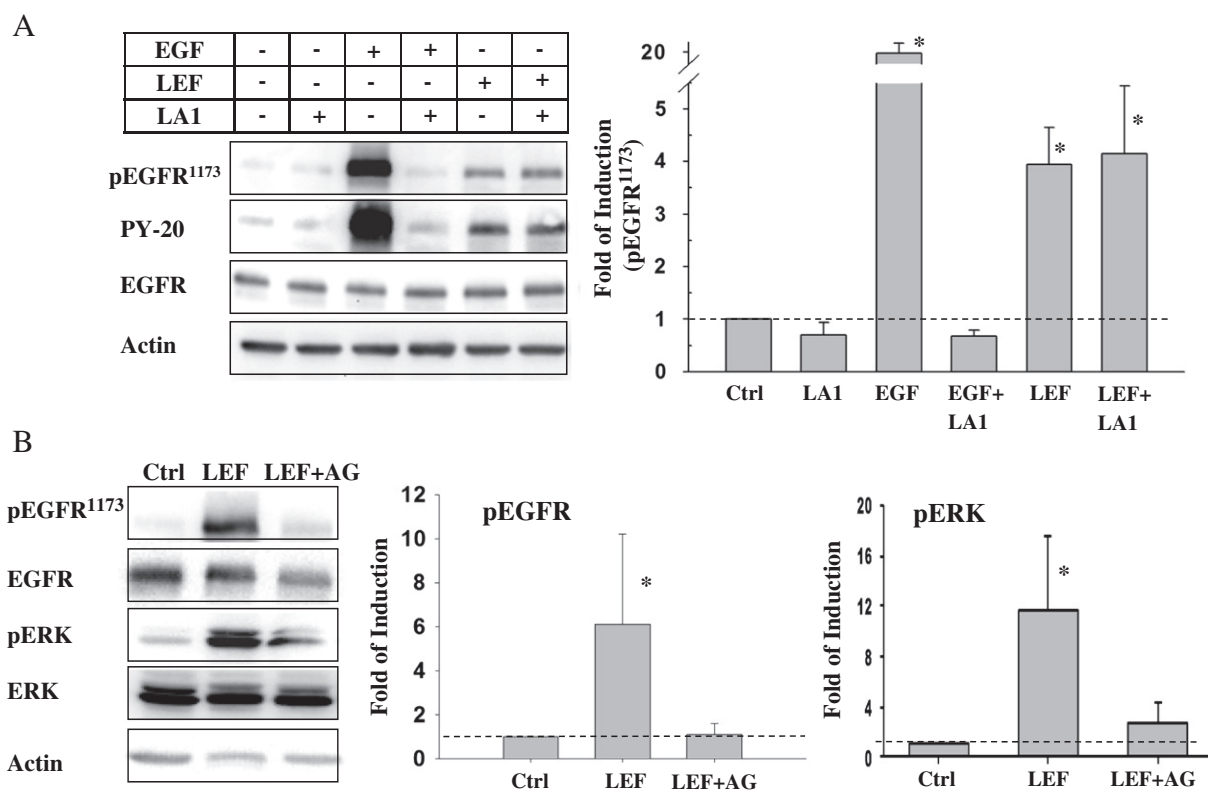 A
EGF - - + + - -
LEF - - - - + +
LA1 - + - + - +
pEGFR1173
PY-20
EGFR
Actin
Fold of Induction
(pEGFR1173)
20
5
4
3
2
1
0
*
*
*
Ctrl LA1 EGF EGF+ LEF LEF+
LA1 LA1
B
Ctrl LEF LEF+AG
pEGFR1173
EGFR
pERK
ERK
Actin
pEGFR
Fold of Induction
12
10
8
6
4
2
0
*
Ctrl LEF LEF+AG
pERK
Fold of Induction
20
16
12
8
4
0
*
Ctrl LEF LEF+AG